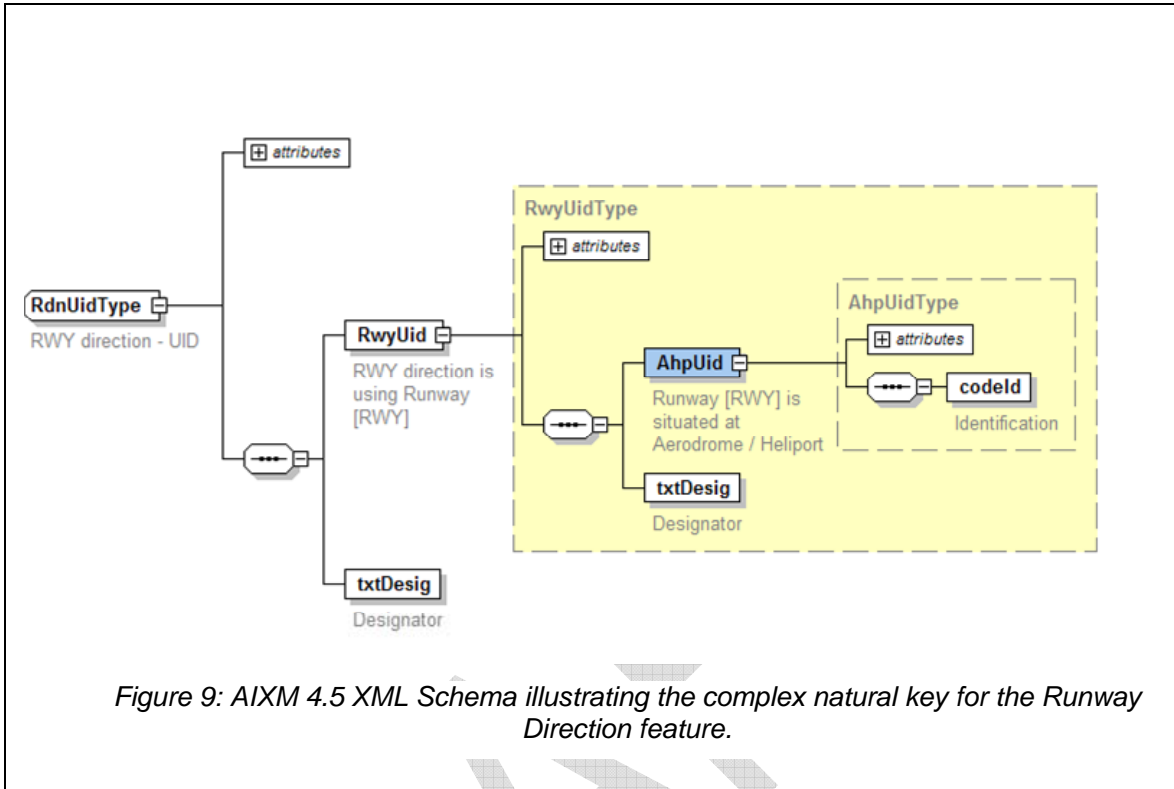 attributes
RwyUidType
attributes
AhpUidType
RdnUidType
RWY direction - UID
RwyUid
RWY direction is
using Runway
[RWY]
AhpUid
Runway [RWY] is
situated at
Aerodrome / Heliport
attributes
codeId
Identification
txtDesig
Designator
txtDesig
Designator
Figure 9: AIXM 4.5 XML Schema illustrating the complex natural key for the Runway
Direction feature.